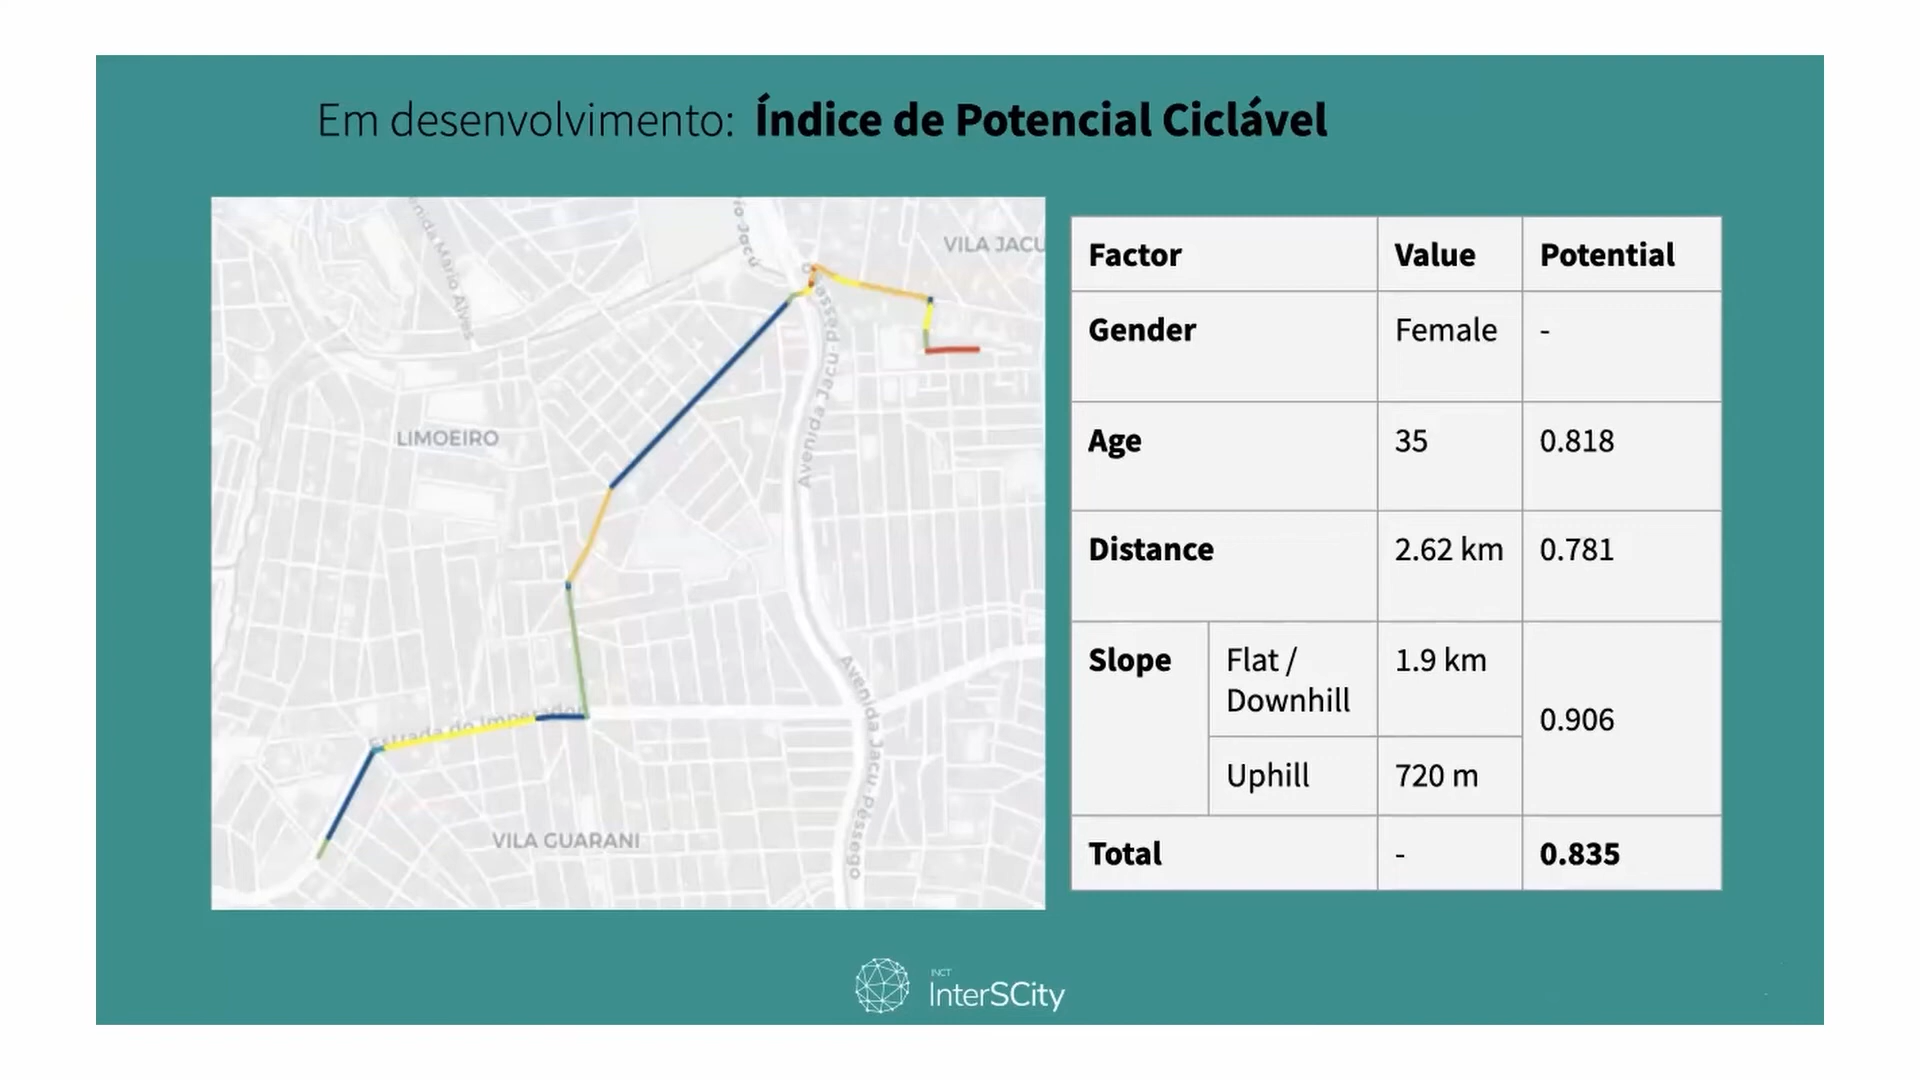 Em desenvolvimento: Índice de Potencial Ciclável
VILA JACU
LIMOEIRO
Avenida Jacu-Pêssego
Estrada do Imperador
Avenida Jacu-Pêssego
VILA GUARANI
Factor Value Potential
Gender Female -
Age 35 0.818
Distance 2.62 km 0.781
Slope Flat / Downhill 1.9 km 0.906
Uphill 720 m
Total - 0.835
INCT
InterSCity